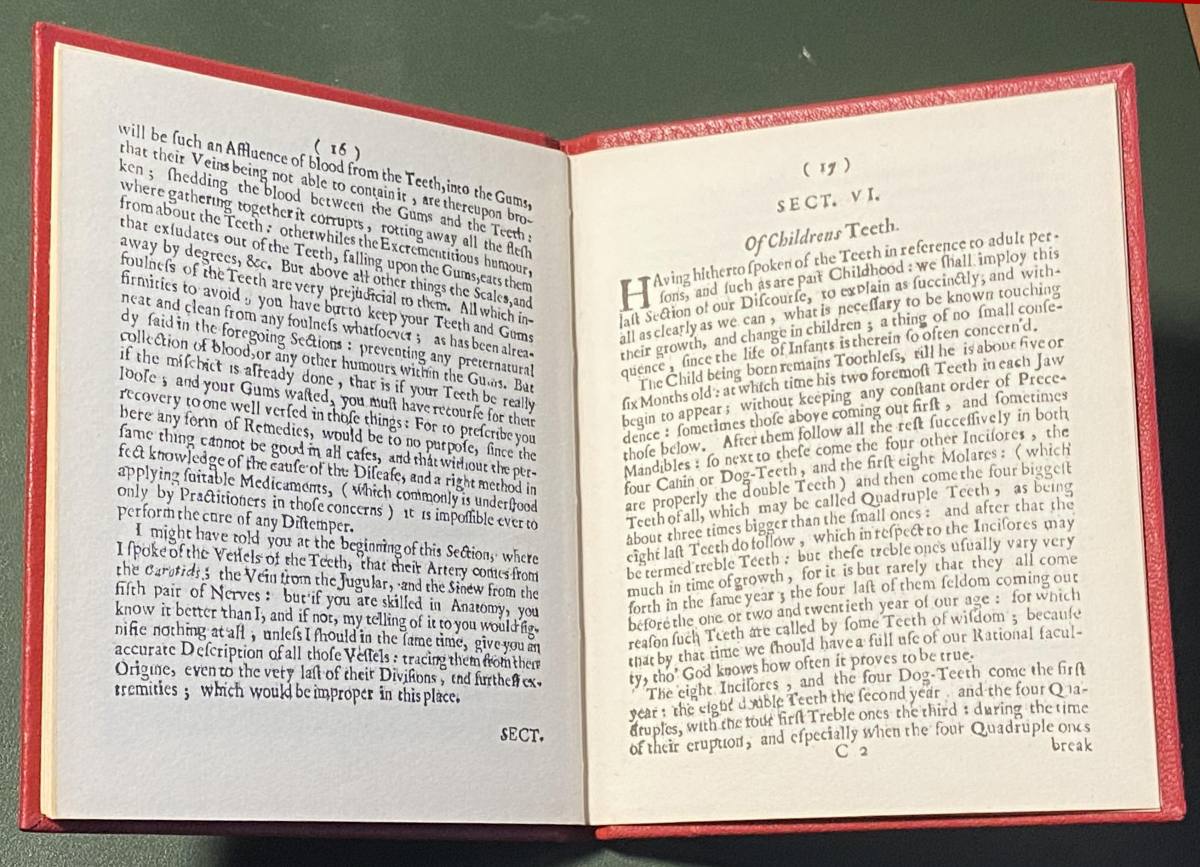 ( 16 )
will be ſuch an Affluence of blood from the Teeth, into the Gums,
that their Veins being not able to contain it, are thereupon bro-
ken; ſhedding the blood between the Gums and the Teeth;
where gathering together it corrupts, rotting away all the fleſh
from about the Teeth: otherwhiles the Excrementitious humour,
that exſudates out of the Teeth, falling upon the Gums, eats them
away by degrees, &c. But above all other things the Scales, and
foulneſs of the Teeth are very prejudicial to them. All which in-
firmities to avoid, you have but to keep your Teeth and Gums
neat and clean from any foulneſs whatſoever; as has been alrea-
dy ſaid in the foregoing Sections: preventing any preternatural
collection of blood, or any other humours within the Gums. But
if the miſchief is already done, that is if your Teeth be really
looſe; and your Gums waſted, you muſt have recourſe for their
recovery to one well verſed in thoſe things: For to preſcribe you
here any form of Remedies, would be to no purpoſe, ſince the
ſame thing cannot be good in all caſes, and that without the per-
fect knowledge of the cauſe of the Diſeaſe, and a right method in
applying ſuitable Medicaments, (which commonly is underſtood
only by Practitioners in thoſe concerns) it is impoſſible ever to
perform the cure of any Diſtemper.
I might have told you at the beginning of this Section, where
I ſpoke of the Veſſels of the Teeth, that their Artery comes from
the Carotids; the Vein from the Jugular, and the Sinew from the
fifth pair of Nerves: but if you are skilled in Anatomy, you
know it better than I, and if not, my telling of it to you would ſig-
nifie nothing at all, unleſs I ſhould in the ſame time, give you an
accurate Deſcription of all thoſe Veſſels: tracing them from there
Origine, even to the very laſt of their Diviſions, and furtheſt ex-
tremities; which would be improper in this place.
SECT.
( 17 )
SECT. VI.
Of Childrens Teeth.
HAving hitherto ſpoken of the Teeth in reference to adult per-
ſons, and ſuch as are paſt Childhood: we ſhall imploy this
laſt Section of our Diſcourſe, to explain as ſuccinctly, and with-
all as clearly as we can, what is neceſſary to be known touching
their growth, and change in children; a thing of no ſmall conſe-
quence, ſince the life of Infants is therein ſo often concern'd.
The Child being born remains Toothleſs, till he is about five or
ſix Months old: at which time his two foremoſt Teeth in each Jaw
begin to appear; without keeping any conſtant order of Prece-
dence: ſometimes thoſe above coming out firſt, and ſometimes
thoſe below. After them follow all the reſt ſucceſſively in both
Mandibles: ſo next to theſe come the four other Inciſores, the
four Canin or Dog-Teeth, and the firſt eight Molares: (which
are properly the double Teeth) and then come the four biggeſt
Teeth of all, which may be called Quadruple Teeth, as being
about three times bigger than the ſmall ones: and after that the
eight laſt Teeth do follow, which in reſpect to the Inciſores may
be termed treble Teeth: but theſe treble ones uſually vary very
much in time of growth, for it is but rarely that they all come
forth in the ſame year; the four laſt of them ſeldom coming out
before the one or two and twentieth year of our age: for which
reaſon ſuch Teeth are called by ſome Teeth of wiſdom; becauſe
that by that time we ſhould have a full uſe of our Rational facul-
ty, tho' God knows how often it proves to be true.
The eight Inciſores, and the four Dog-Teeth come the firſt
year: the eight double Teeth the ſecond year. and the four Qua-
druples, with the four firſt Treble ones the third: during the time
of their eruption, and eſpecially when the four Quadruple ones
C 2
break